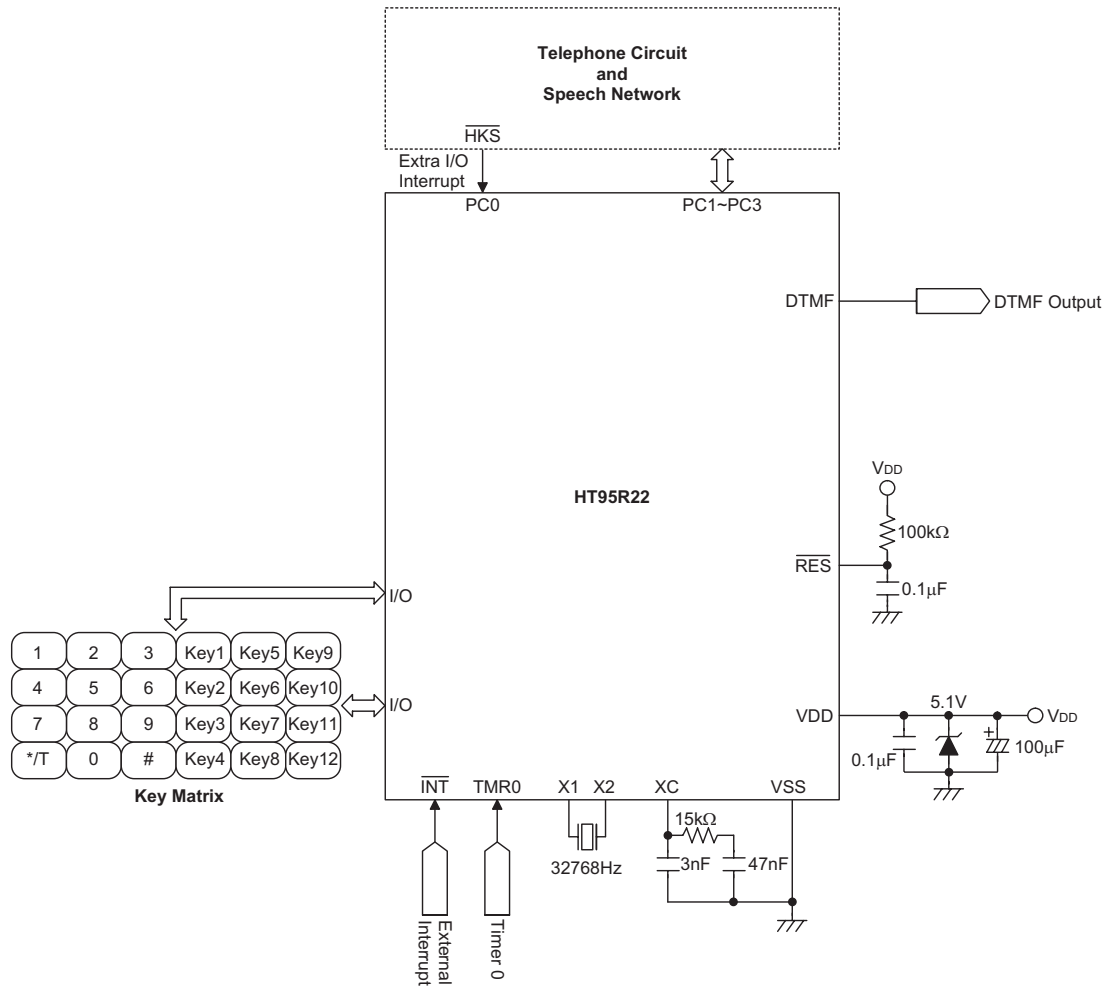 Telephone Circuit
and
Speech Network
HKS
Extra I/O
Interrupt
PC0
PC1~PC3
DTMF
DTMF Output
HT95R22
VDD
100kΩ
RES
0.1μF
I/O
1 2 3 Key1 Key5 Key9
4 5 6 Key2 Key6 Key10
7 8 9 Key3 Key7 Key11
*/T 0 # Key4 Key8 Key12
Key Matrix
I/O
VDD
5.1V
VDD
0.1μF
100μF
+
INT
TMR0
X1
X2
XC
VSS
32768Hz
15kΩ
3nF
47nF
External
Interrupt
Timer 0